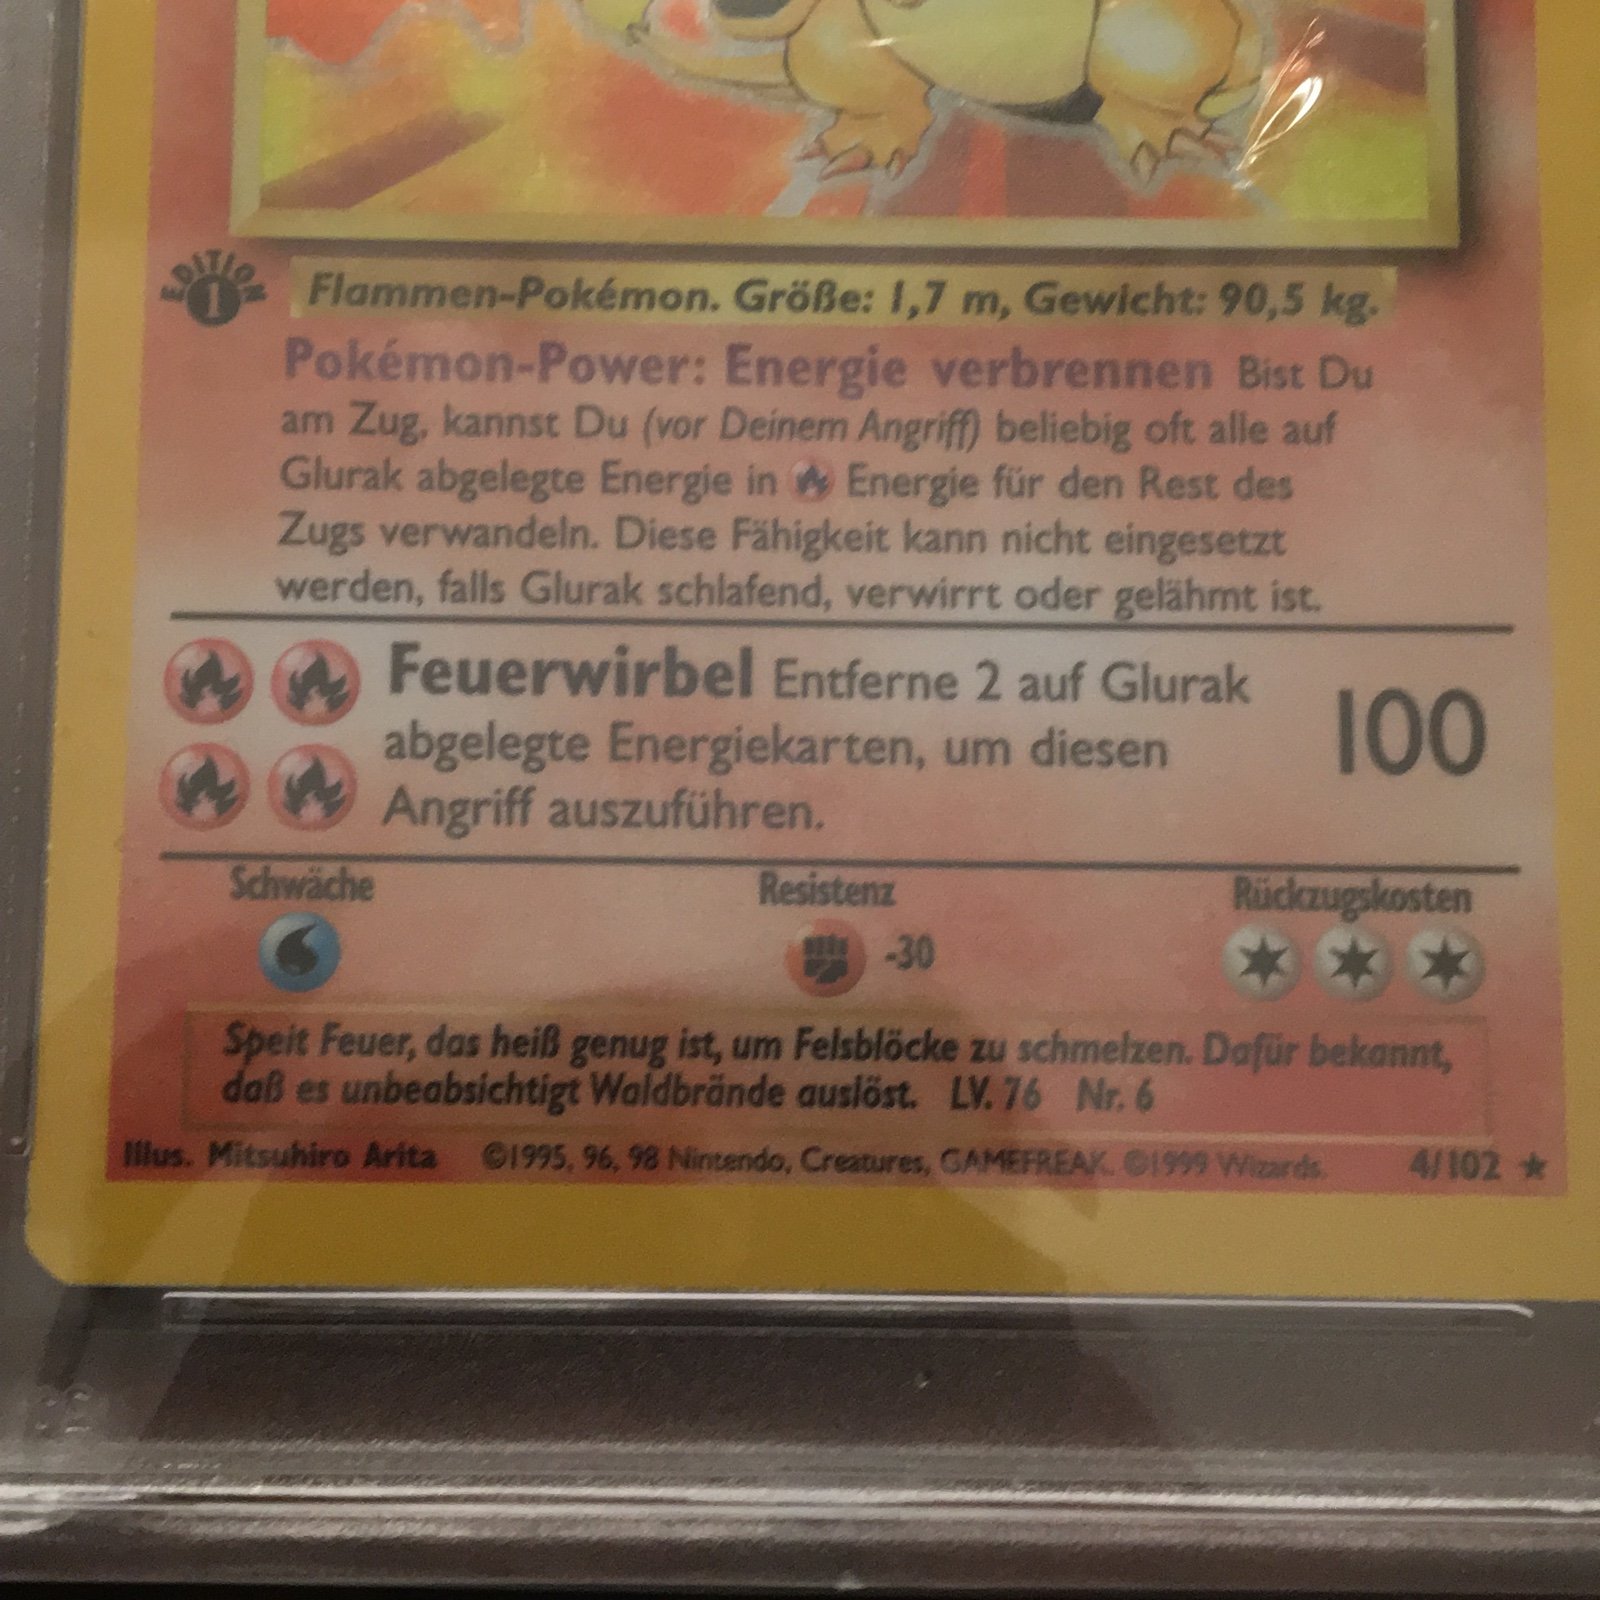 EDITION
1
Flammen-Pokémon. Größe: 1,7 m, Gewicht: 90,5 kg.
Pokémon-Power: Energie verbrennen Bist Du
am Zug, kannst Du (vor Deinem Angriff) beliebig oft alle auf
Glurak abgelegte Energie in Energie für den Rest des
Zugs verwandeln. Diese Fähigkeit kann nicht eingesetzt
werden, falls Glurak schlafend, verwirrt oder gelähmt ist.
Feuerwirbel Entferne 2 auf Glurak
abgelegte Energiekarten, um diesen
Angriff auszuführen.
100
Schwäche Resistenz Rückzugskosten
-30
Speit Feuer, das heiß genug ist, um Felsblöcke zu schmelzen. Dafür bekannt,
daß es unbeabsichtigt Waldbrände auslöst. LV. 76 Nr. 6
Illus. Mitsuhiro Arita ©1995, 96, 98 Nintendo, Creatures, GAMEFREAK. ©1999 Wizards. 4/102 ★